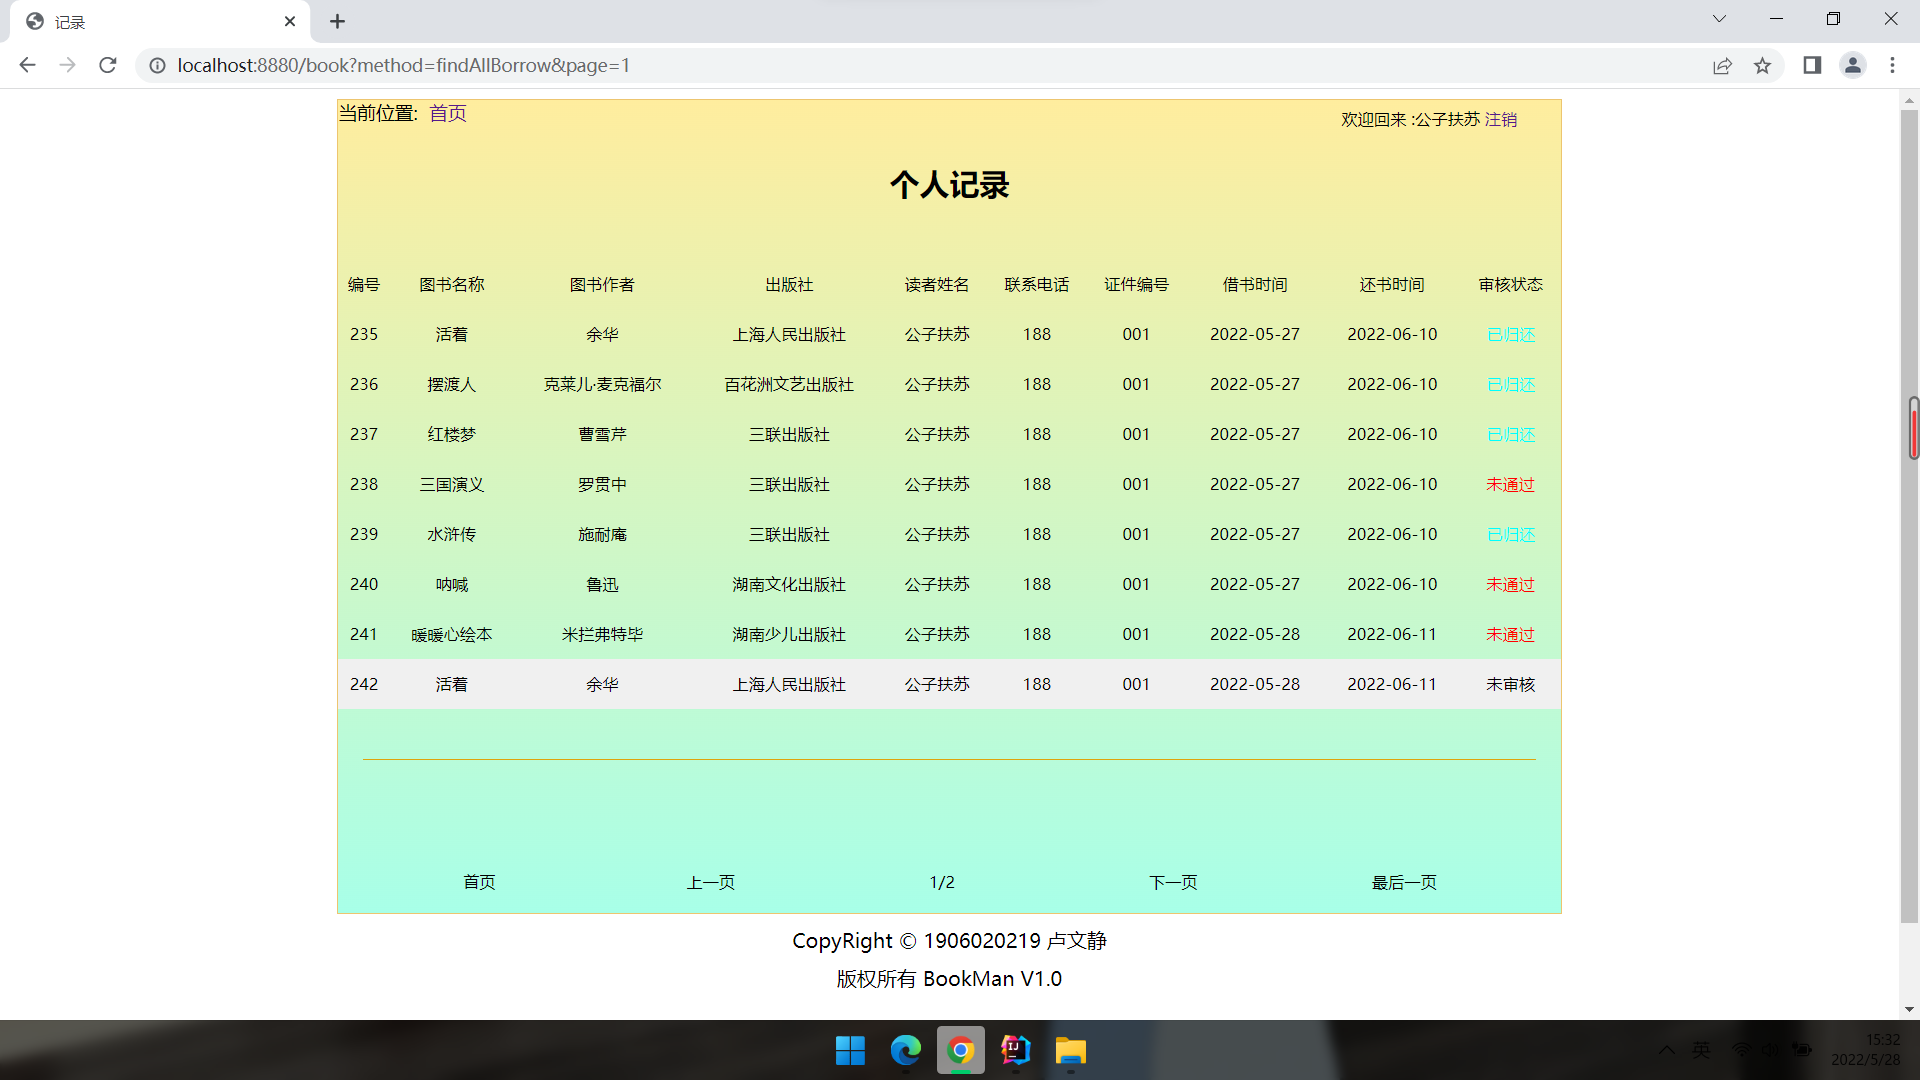 记录
localhost:8880/book?method=findAllBorrow&page=1
当前位置: 首页
欢迎回来 :公子扶苏 注销
个人记录
编号 图书名称 图书作者 出版社 读者姓名 联系电话 证件编号 借书时间 还书时间 审核状态
235 活着 余华 上海人民出版社 公子扶苏 188 001 2022-05-27 2022-06-10 已归还
236 摆渡人 克莱儿·麦克福尔 百花洲文艺出版社 公子扶苏 188 001 2022-05-27 2022-06-10 已归还
237 红楼梦 曹雪芹 三联出版社 公子扶苏 188 001 2022-05-27 2022-06-10 已归还
238 三国演义 罗贯中 三联出版社 公子扶苏 188 001 2022-05-27 2022-06-10 未通过
239 水浒传 施耐庵 三联出版社 公子扶苏 188 001 2022-05-27 2022-06-10 已归还
240 呐喊 鲁迅 湖南文化出版社 公子扶苏 188 001 2022-05-27 2022-06-10 未通过
241 暖暖心绘本 米拦弗特毕 湖南少儿出版社 公子扶苏 188 001 2022-05-28 2022-06-11 未通过
242 活着 余华 上海人民出版社 公子扶苏 188 001 2022-05-28 2022-06-11 未审核
首页 上一页 1/2 下一页 最后一页
CopyRight © 1906020219 卢文静
版权所有 BookMan V1.0
英
15:32
2022/5/28